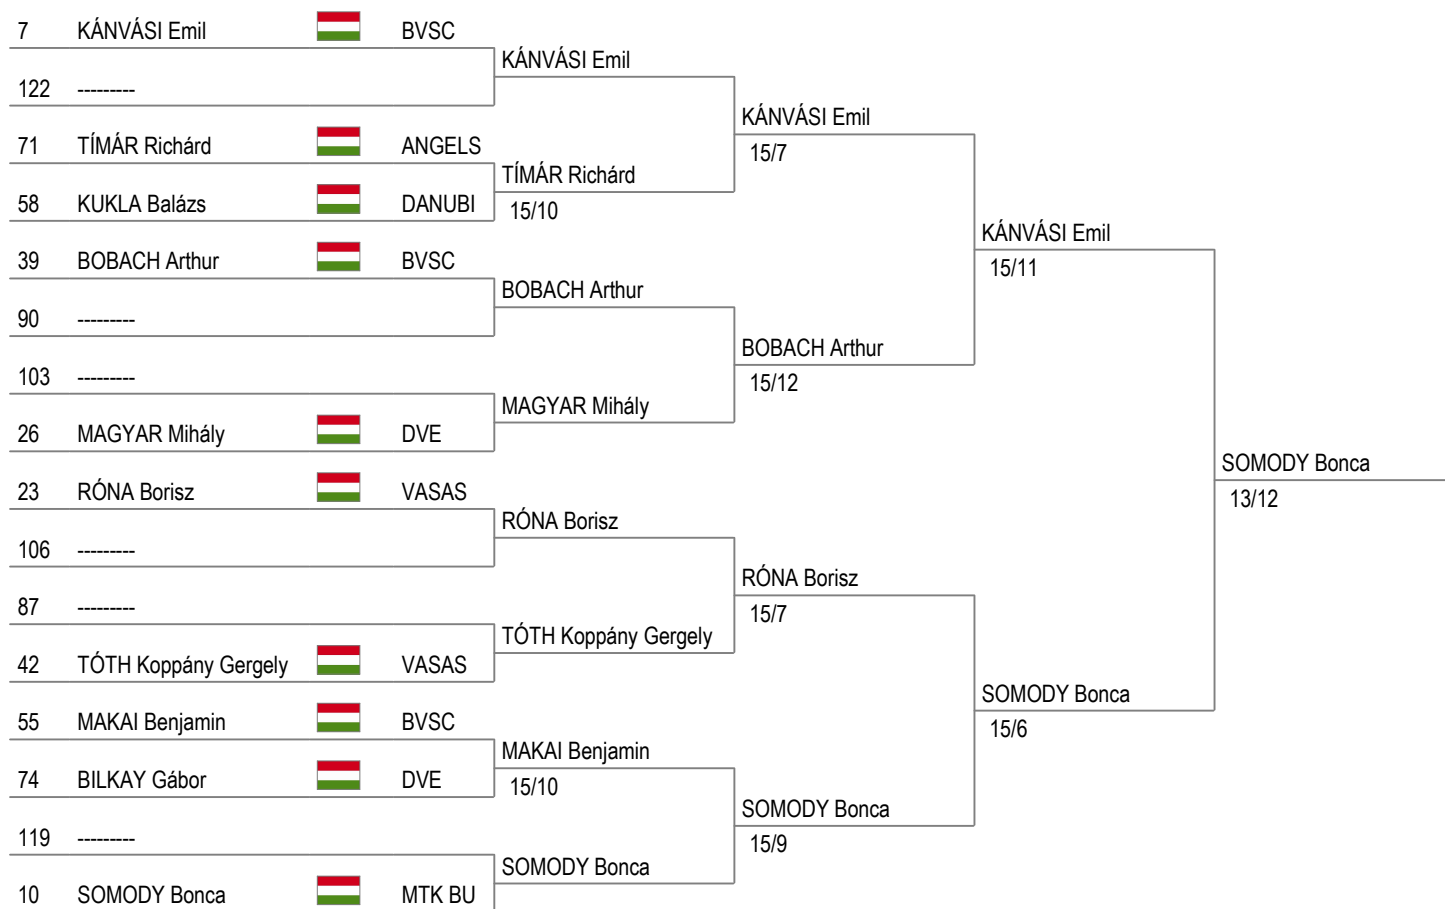 7 KÁNVÁSI Emil BVSC
122 ---------
71 TÍMÁR Richárd ANGELS
58 KUKLA Balázs DANUBI
39 BOBACH Arthur BVSC
90 ---------
103 ---------
26 MAGYAR Mihály DVE
23 RÓNA Borisz VASAS
106 ---------
87 ---------
42 TÓTH Koppány Gergely VASAS
55 MAKAI Benjamin BVSC
74 BILKAY Gábor DVE
119 ---------
10 SOMODY Bonca MTK BU
KÁNVÁSI Emil
TÍMÁR Richárd
15/10
BOBACH Arthur
MAGYAR Mihály
RÓNA Borisz
TÓTH Koppány Gergely
MAKAI Benjamin
15/10
SOMODY Bonca
KÁNVÁSI Emil
15/7
BOBACH Arthur
15/12
RÓNA Borisz
15/7
SOMODY Bonca
15/9
KÁNVÁSI Emil
15/11
SOMODY Bonca
15/6
SOMODY Bonca
13/12